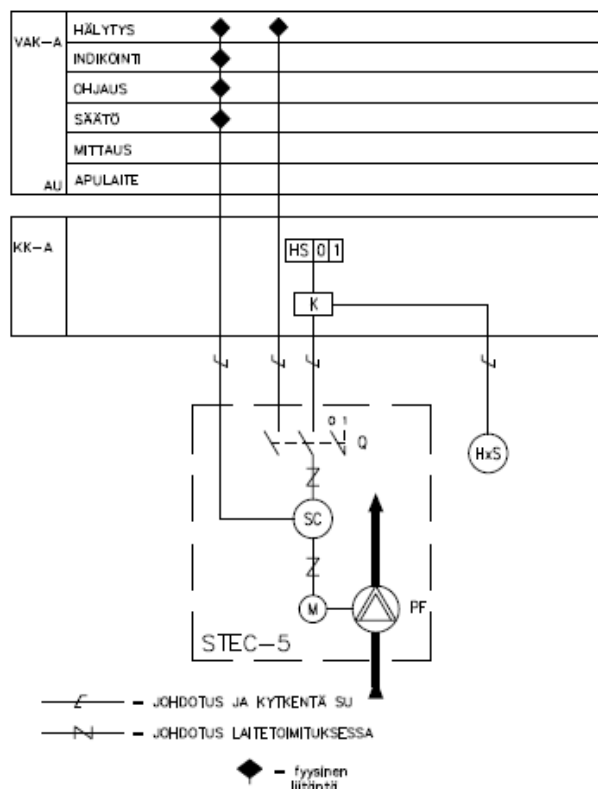 VAK-A
HÄLYTYS
INDIKOINTI
OHJAUS
SÄÄTÖ
MITTAUS
AU
APULAITE
KK-A
HS 0 1
K
0 1
Q
HxS
SC
M
PF
STEC-5
- JOHDOTUS JA KYTKENTÄ SU
- JOHDOTUS LAITETOIMITUKSESSA
- fyysinen
liitäntä